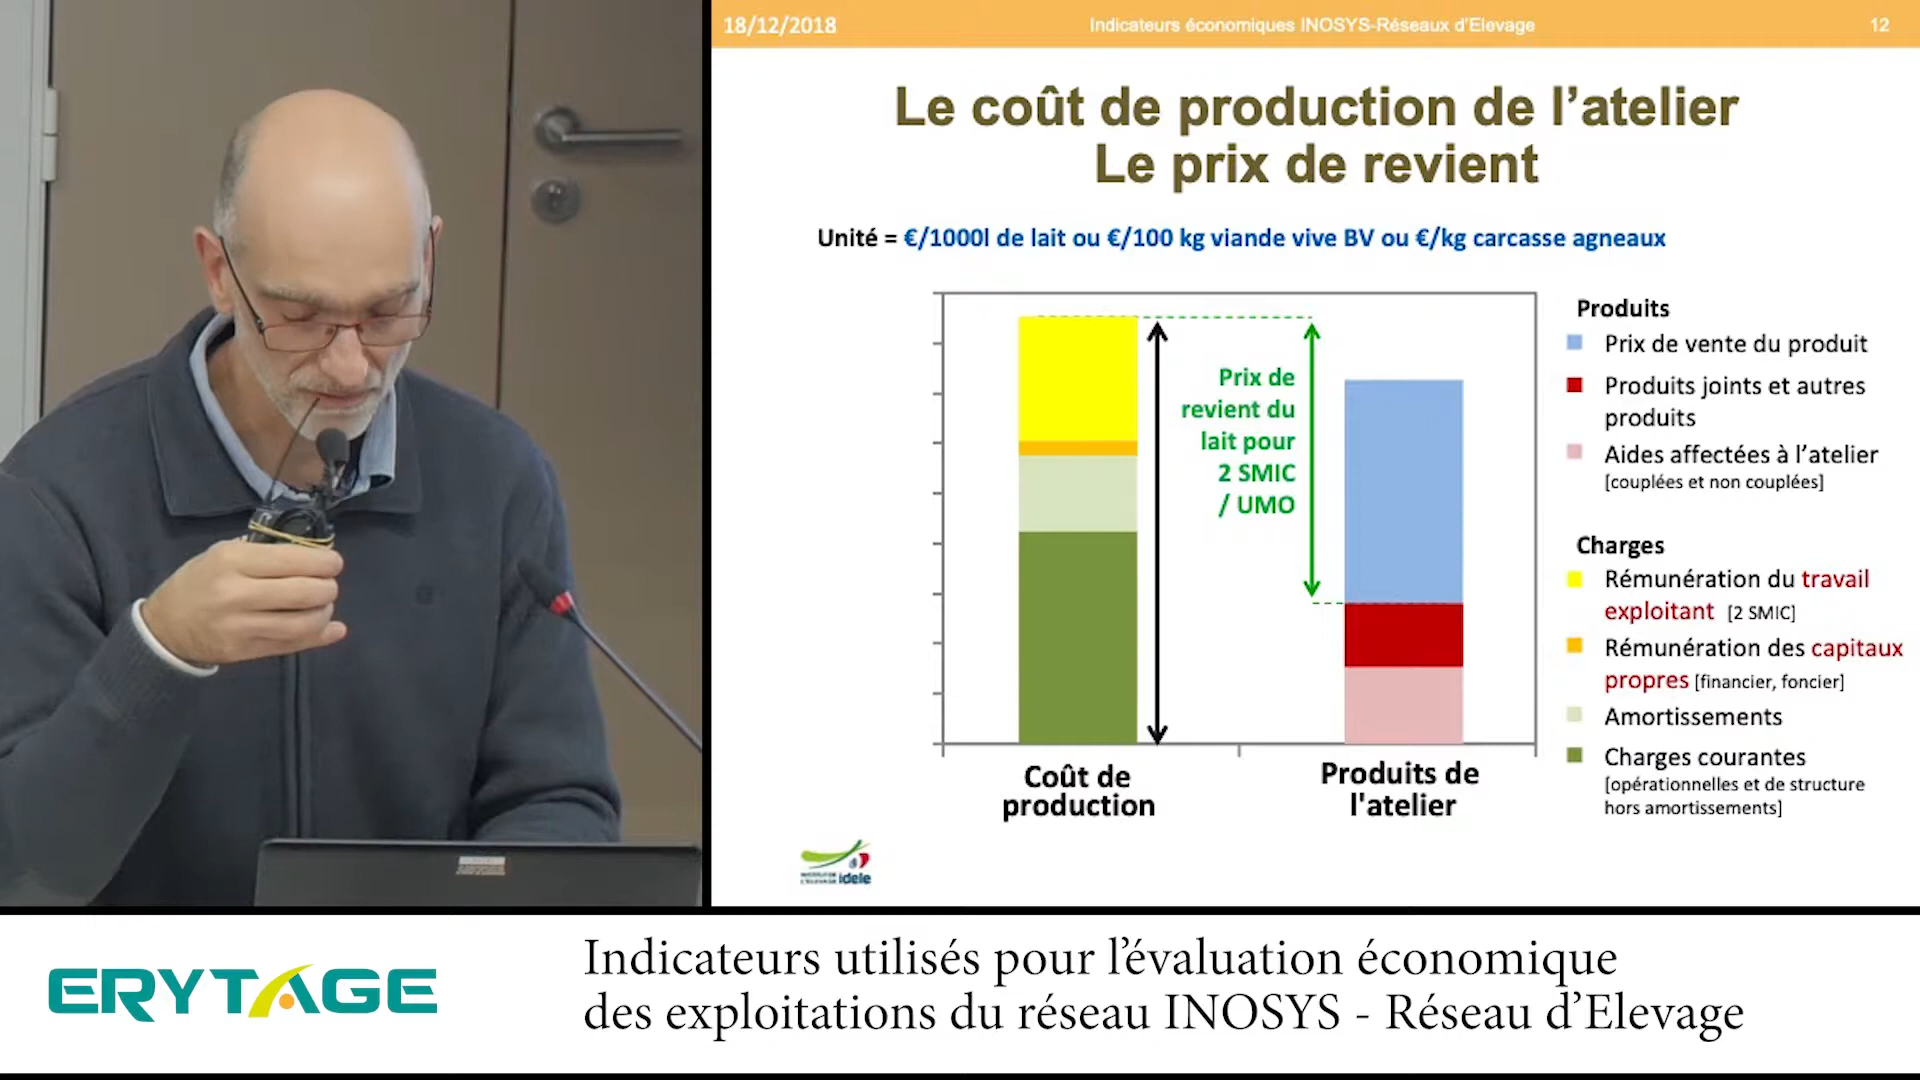 18/12/2018
Indicateurs économiques INOSYS-Réseaux d'Elevage
12
Le coût de production de l'atelier
Le prix de revient
Unité = €/1000l de lait ou €/100 kg viande vive BV ou €/kg carcasse agneaux
Prix de
revient du
lait pour
2 SMIC
/ UMO
Coût de
production
Produits de
l'atelier
Produits
Prix de vente du produit
Produits joints et autres
produits
Aides affectées à l'atelier
[couplées et non couplées]
Charges
Rémunération du travail
exploitant [2 SMIC]
Rémunération des capitaux
propres [financier, foncier]
Amortissements
Charges courantes
[opérationnelles et de structure
hors amortissements]
INSTITUT DE
L'ELEVAGE idele
ERYTAGE
Indicateurs utilisés pour l'évaluation économique
des exploitations du réseau INOSYS - Réseau d'Elevage